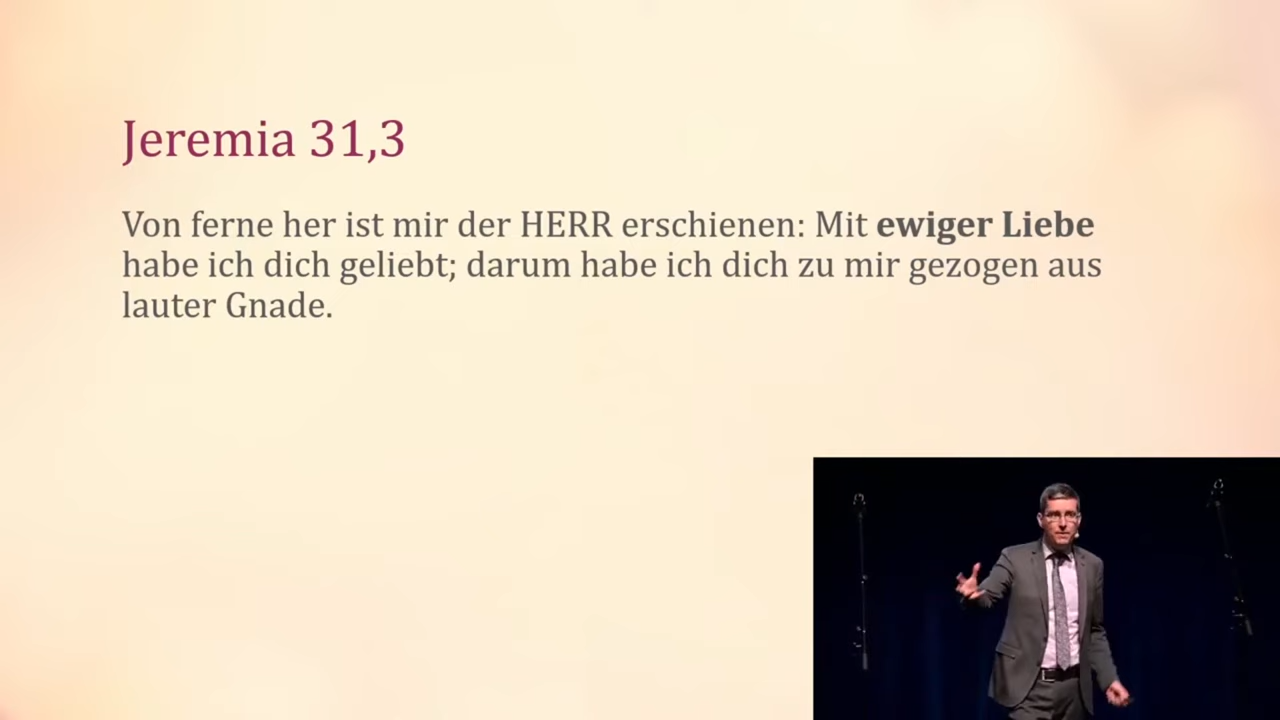 Jeremia 31,3
Von ferne her ist mir der HERR erschienen: Mit ewiger Liebe
habe ich dich geliebt; darum habe ich dich zu mir gezogen aus
lauter Gnade.